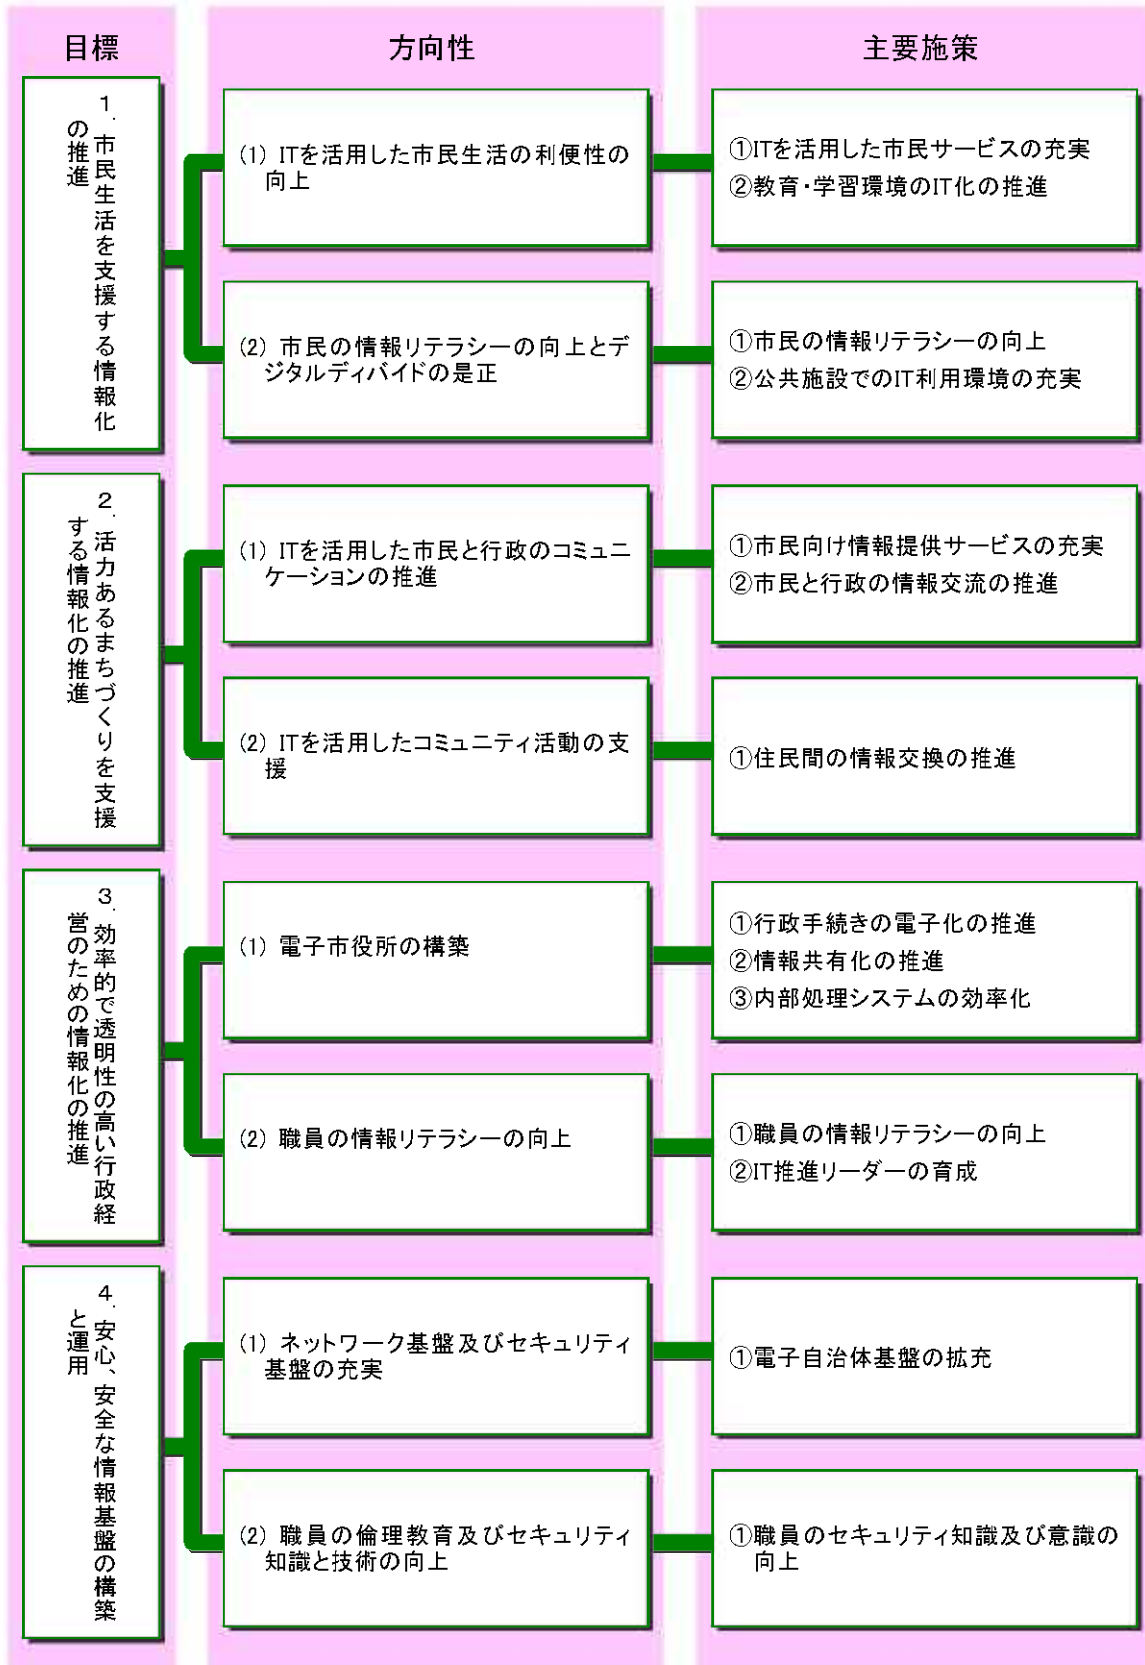 目標
方向性
主要施策
1．市民生活を支援する情報化
の推進
(1) ITを活用した市民生活の利便性の
向上
①ITを活用した市民サービスの充実
②教育・学習環境のIT化の推進
(2) 市民の情報リテラシーの向上とデ
ジタルディバイドの是正
①市民の情報リテラシーの向上
②公共施設でのIT利用環境の充実
2．活力あるまちづくりを支援
する情報化の推進
(1) ITを活用した市民と行政のコミュニ
ケーションの推進
①市民向け情報提供サービスの充実
②市民と行政の情報交流の推進
(2) ITを活用したコミュニティ活動の支
援
①住民間の情報交換の推進
3．効率的で透明性の高い行政経
営のための情報化の推進
(1) 電子市役所の構築
①行政手続きの電子化の推進
②情報共有化の推進
③内部処理システムの効率化
(2) 職員の情報リテラシーの向上
①職員の情報リテラシーの向上
②IT推進リーダーの育成
4．安心、安全な情報基盤の構築
と運用
(1) ネットワーク基盤及びセキュリティ
基盤の充実
①電子自治体基盤の拡充
(2) 職員の倫理教育及びセキュリティ
知識と技術の向上
①職員のセキュリティ知識及び意識の
向上